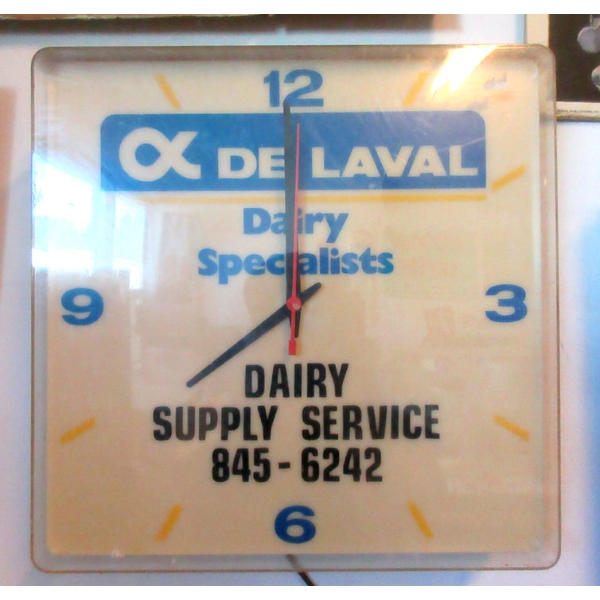 12
α DE LAVAL
Dairy
Specialists
9 3
DAIRY
SUPPLY SERVICE
845-6242
6